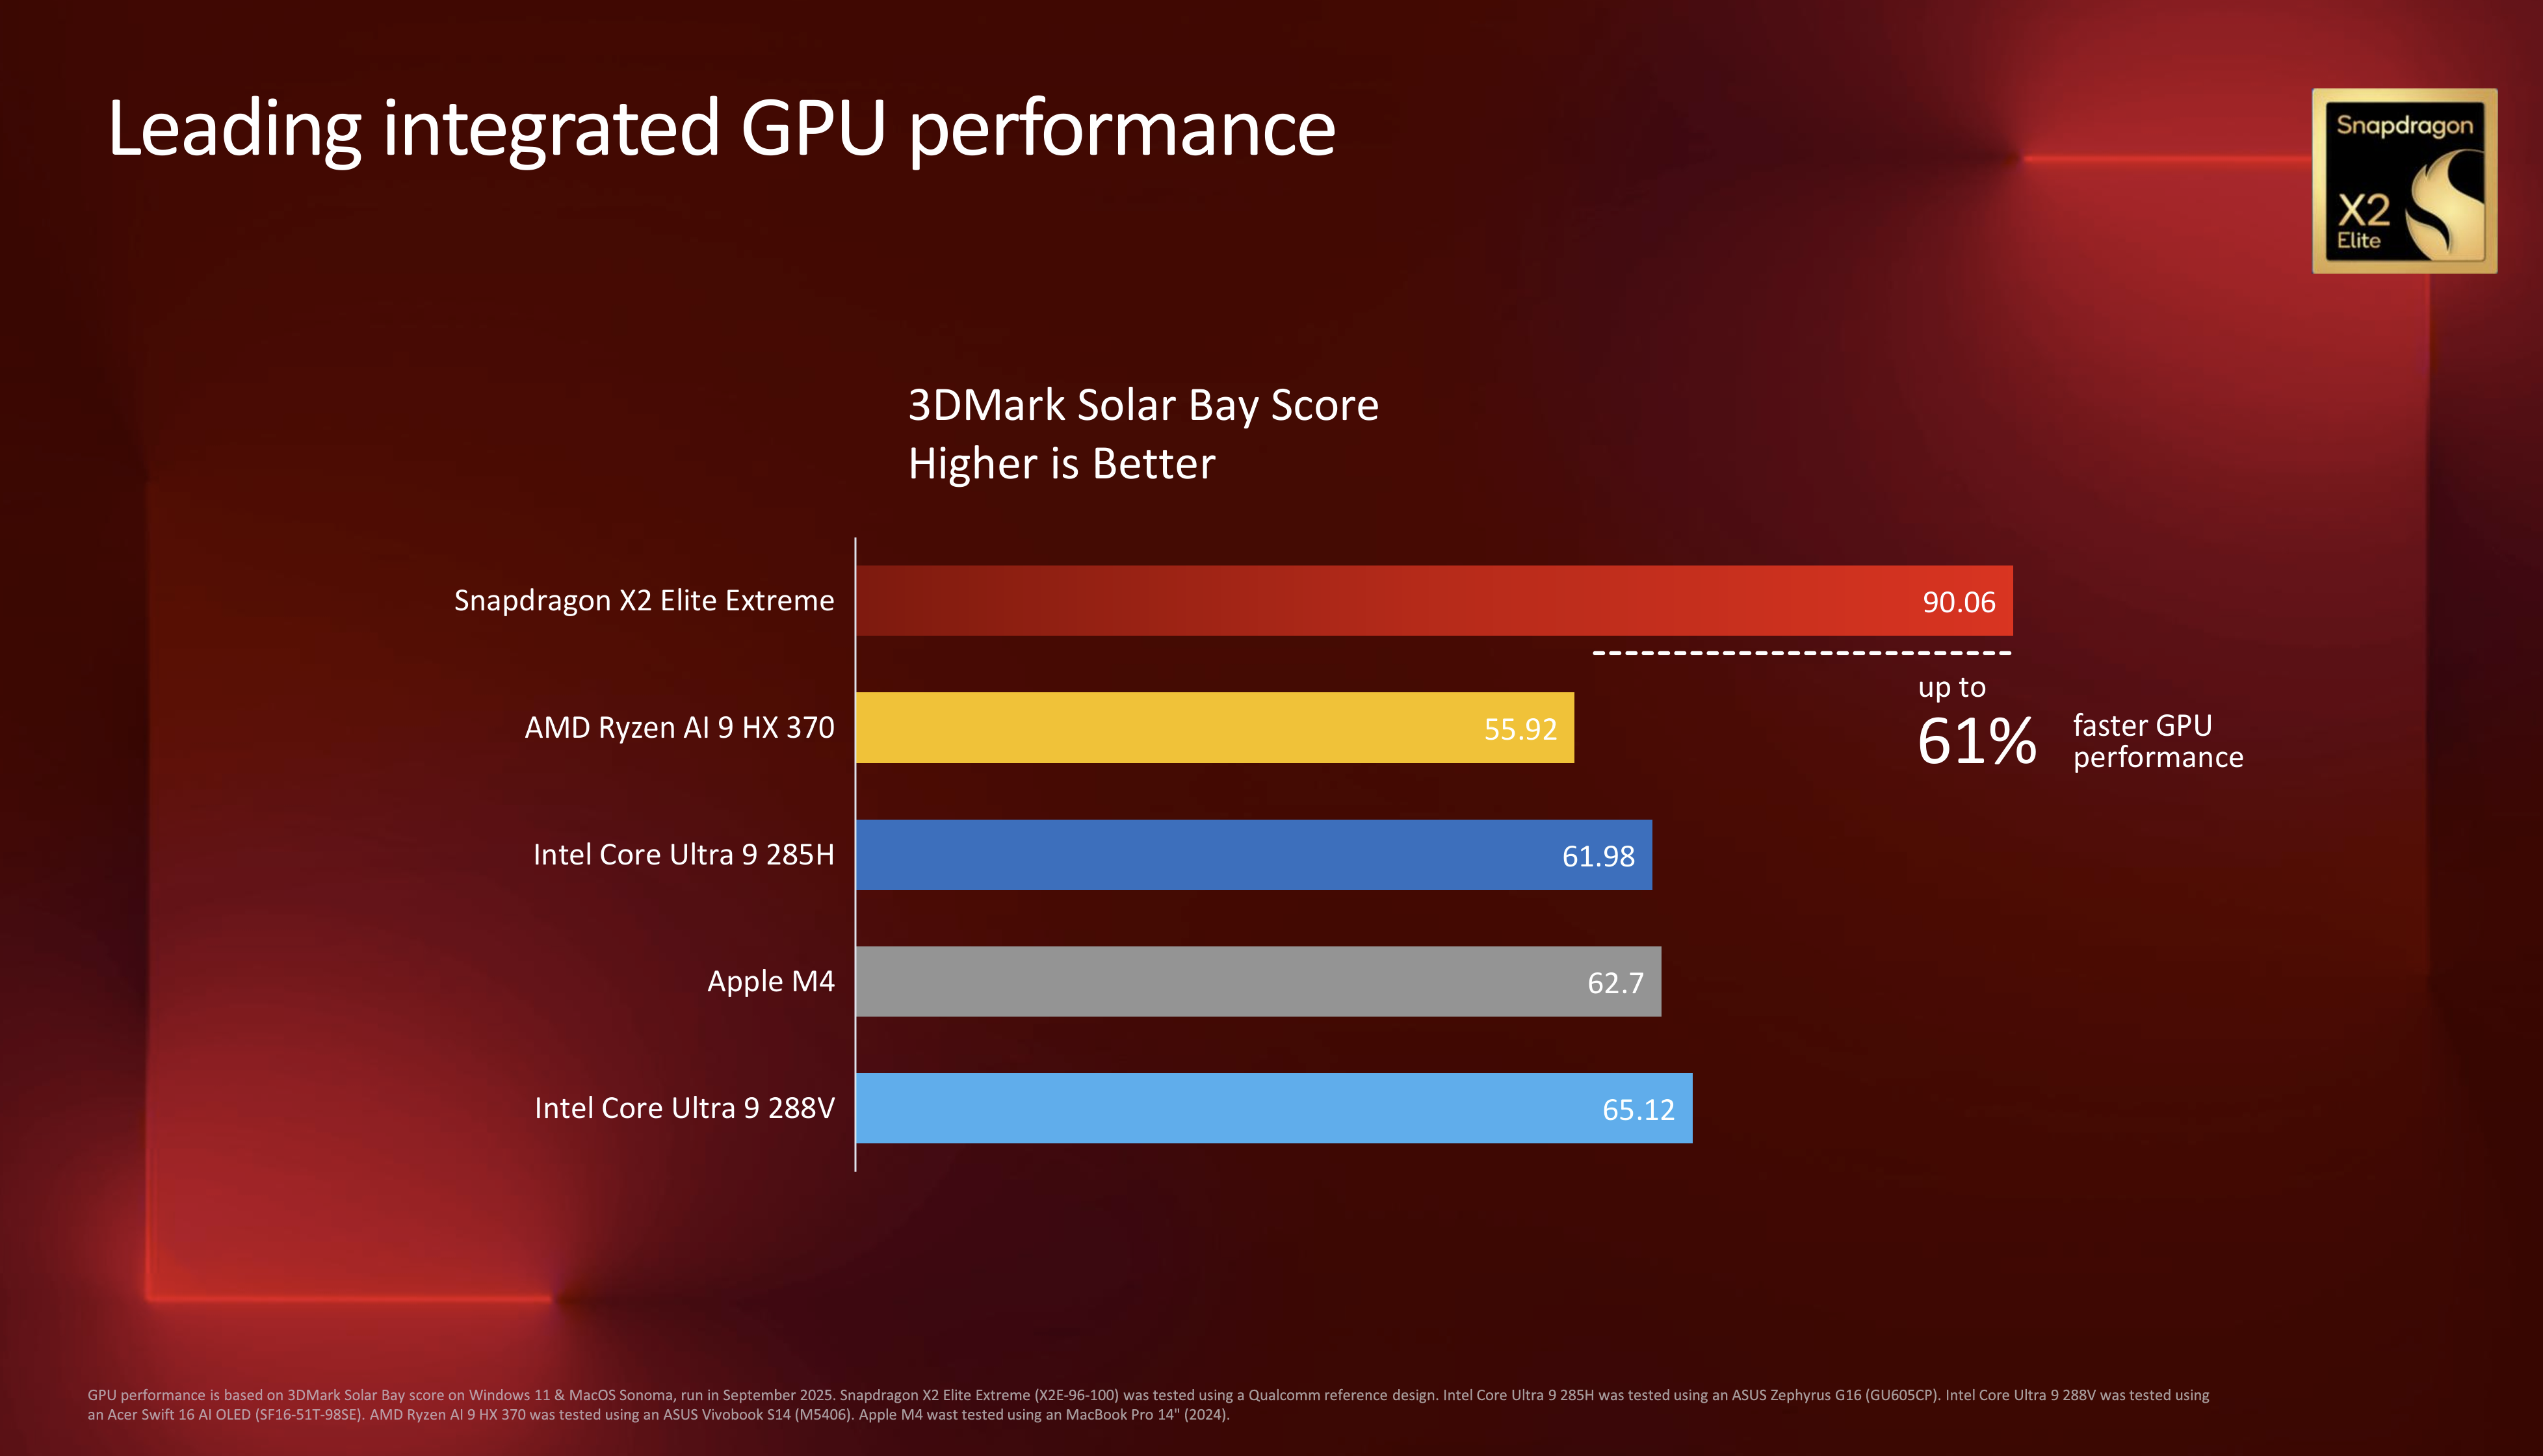 Leading integrated GPU performance
Snapdragon
X2
Elite
3DMark Solar Bay Score
Higher is Better
Snapdragon X2 Elite Extreme
90.06
up to
61%
faster GPU
performance
AMD Ryzen AI 9 HX 370
55.92
Intel Core Ultra 9 285H
61.98
Apple M4
62.7
Intel Core Ultra 9 288V
65.12
GPU performance is based on 3DMark Solar Bay score on Windows 11 & MacOS Sonoma, run in September 2025. Snapdragon X2 Elite Extreme (X2E-96-100) was tested using a Qualcomm reference design. Intel Core Ultra 9 285H was tested using an ASUS Zephyrus G16 (GU605CP). Intel Core Ultra 9 288V was tested using
an Acer Swift 16 AI OLED (SF16-51T-98SE). AMD Ryzen AI 9 HX 370 was tested using an ASUS Vivobook S14 (M5406). Apple M4 wast tested using an MacBook Pro 14" (2024).